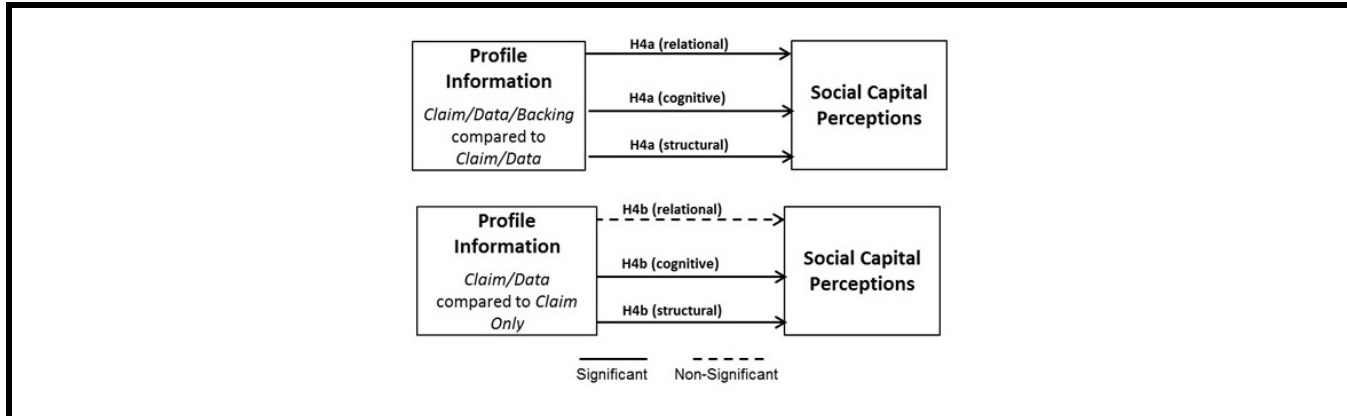 Profile
Information
Claim/Data/Backing
compared to
Claim/Data
H4a (relational)
H4a (cognitive)
H4a (structural)
Social Capital
Perceptions
Profile
Information
Claim/Data
compared to Claim
Only
H4b (relational)
H4b (cognitive)
H4b (structural)
Social Capital
Perceptions
Significant
Non-Significant